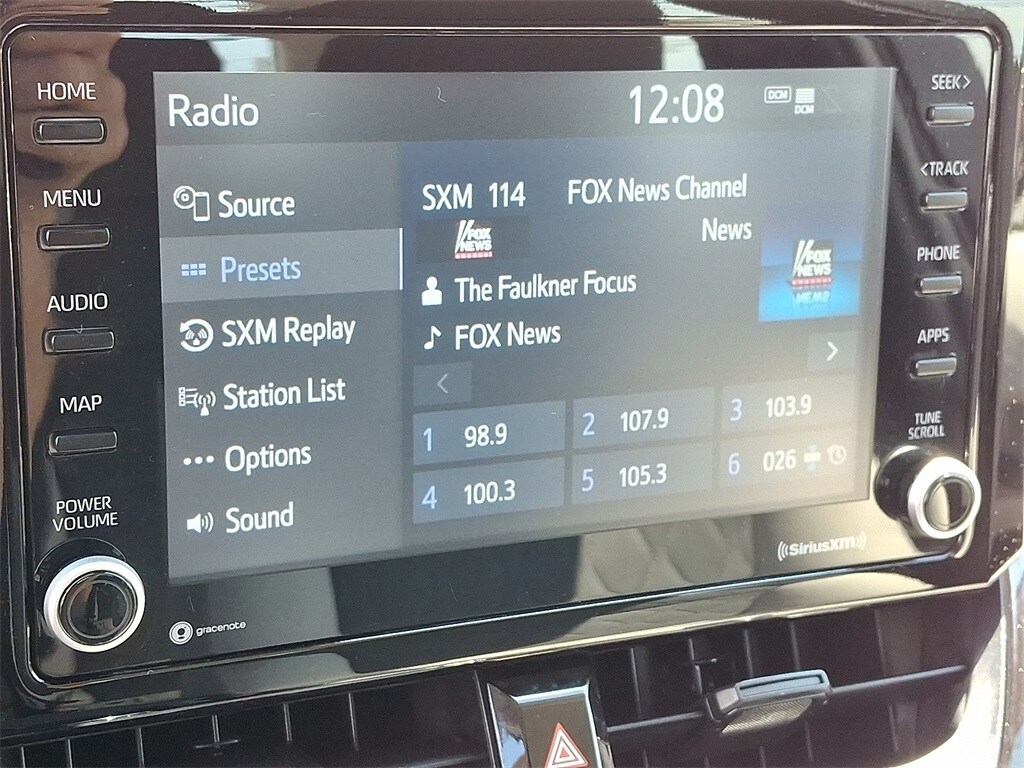 HOME
MENU
AUDIO
MAP
POWER
VOLUME
Radio
12:08
DCM
DCM
Source
Presets
SXM Replay
Station List
Options
Sound
SXM 114 FOX News Channel
News
FOX
NEWS
FOX
NEWS
The Faulkner Focus
FOX News
1 98.9
2 107.9
3 103.9
4 100.3
5 105.3
6 026
SEEK>
<TRACK
PHONE
APPS
TUNE
SCROLL
SiriusXM
gracenote